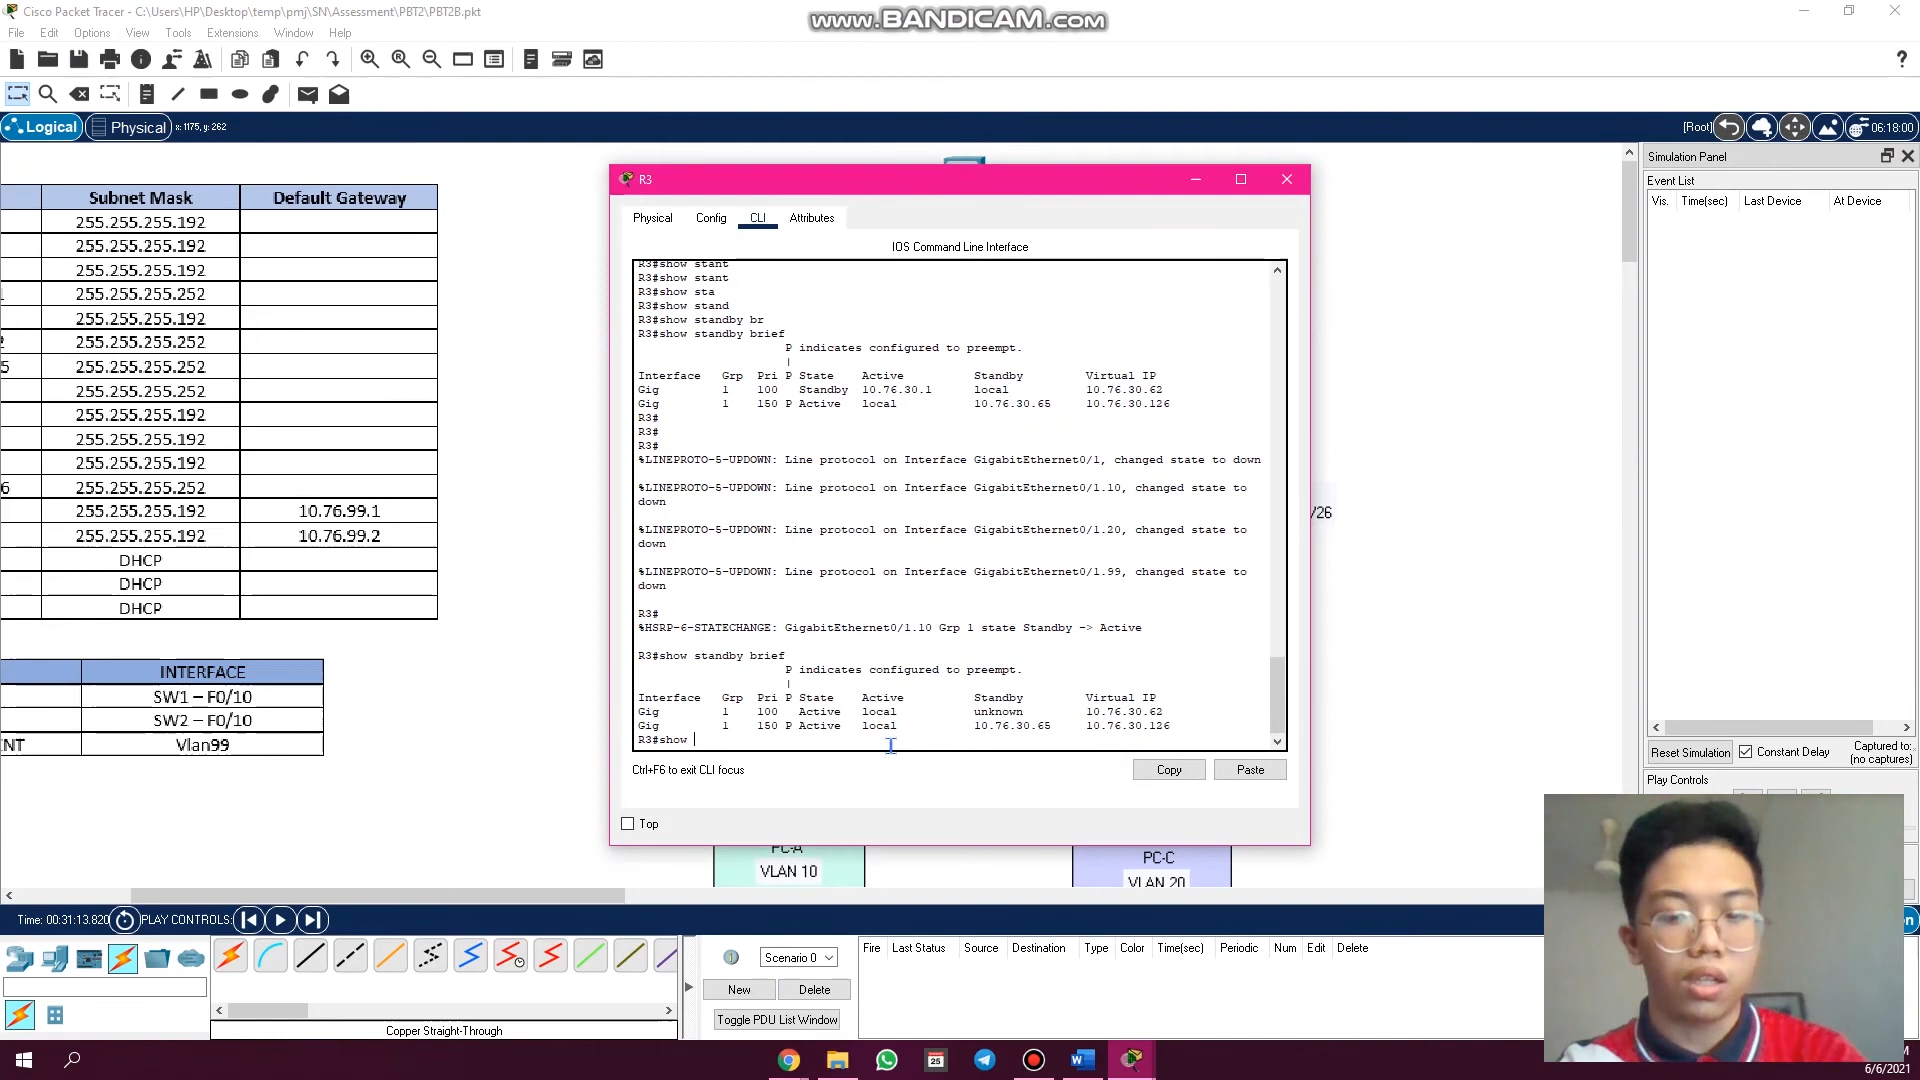 Cisco Packet Tracer - C:\Users\HP\Desktop\temp\prnj\SN\Assessment\PBT2\PBT2B.pkt
www.BANDICAM.com
File Edit Options View Tools Extensions Window Help
Logical Physical x: 1175, y: 262
[Root] 06:18:00
Subnet Mask Default Gateway
255.255.255.192
255.255.255.192
255.255.255.192
1 255.255.255.252
255.255.255.192
255.255.255.252
5 255.255.255.192
255.255.255.252
255.255.255.192
255.255.255.192
255.255.255.192
6 255.255.255.252
255.255.255.192 10.76.99.1
255.255.255.192 10.76.99.2
DHCP
DHCP
DHCP
INTERFACE
SW1 – F0/10
SW2 – F0/10
NT Vlan99
R3
Physical Config CLI Attributes
IOS Command Line Interface
R3#show stant
R3#show stant
R3#show sta
R3#show stand
R3#show standby br
R3#show standby brief
P indicates configured to preempt.
|
Interface Grp Pri P State Active Standby Virtual IP
Gig 1 100 Standby 10.76.30.1 local 10.76.30.62
Gig 1 150 P Active local 10.76.30.65 10.76.30.126
R3#
R3#
R3#
%LINEPROTO-5-UPDOWN: Line protocol on Interface GigabitEthernet0/1, changed state to down
%LINEPROTO-5-UPDOWN: Line protocol on Interface GigabitEthernet0/1.10, changed state to
down
%LINEPROTO-5-UPDOWN: Line protocol on Interface GigabitEthernet0/1.20, changed state to
down
%LINEPROTO-5-UPDOWN: Line protocol on Interface GigabitEthernet0/1.99, changed state to
down
R3#
%HSRP-6-STATECHANGE: GigabitEthernet0/1.10 Grp 1 state Standby -> Active
R3#show standby brief
P indicates configured to preempt.
|
Interface Grp Pri P State Active Standby Virtual IP
Gig 1 100 Active local unknown 10.76.30.62
Gig 1 150 P Active local 10.76.30.65 10.76.30.126
R3#show
Ctrl+F6 to exit CLI focus
Copy Paste
Top
/26
PC-A
VLAN 10
PC-C
VLAN 20
Simulation Panel
Event List
Vis. Time(sec) Last Device At Device
Reset Simulation Constant Delay Captured to:
(no captures)
Play Controls
Time: 00:31:13.820 PLAY CONTROLS:
Scenario 0
New Delete
Toggle PDU List Window
Fire Last Status Source Destination Type Color Time(sec) Periodic Num Edit Delete
Copper Straight-Through
25
6/6/2021